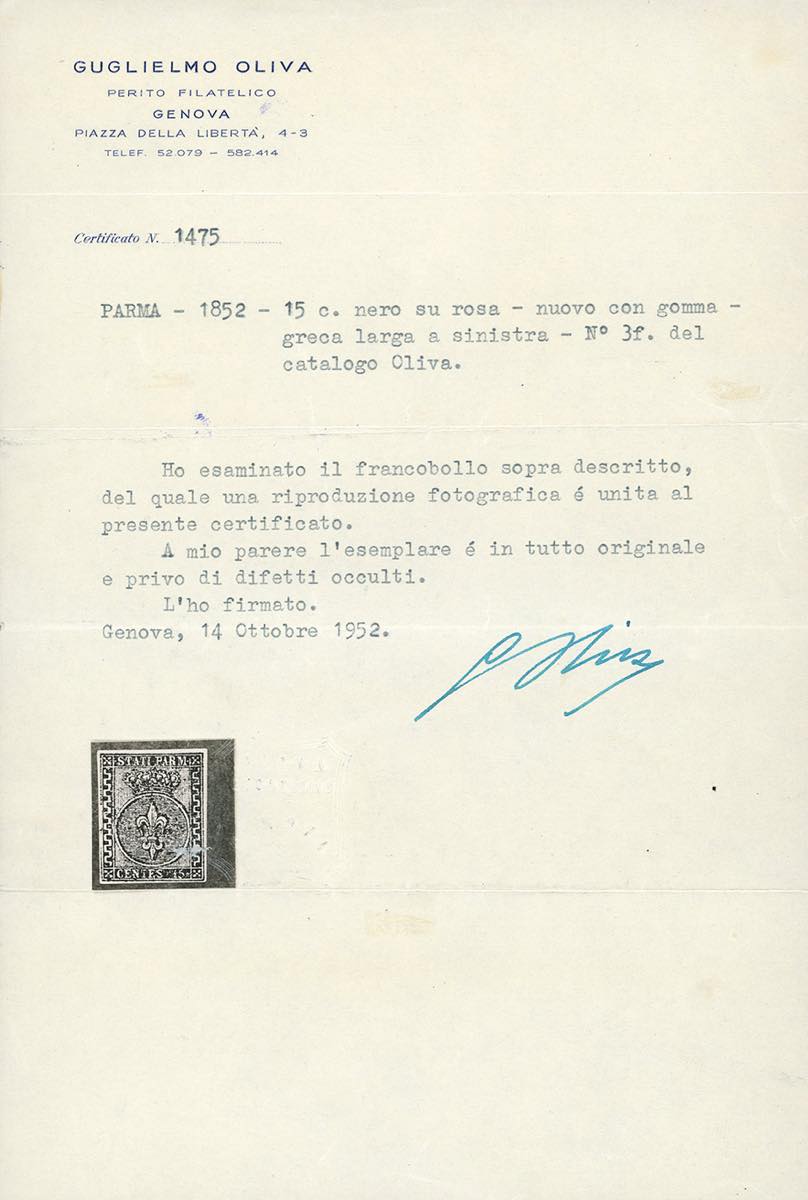 GUGLIELMO OLIVA
PERITO FILATELICO
GENOVA
PIAZZA DELLA LIBERTÀ, 4-3
TELEF. 52.079 - 582.414
Certificato N. 1475
PARMA - 1852 - 15 c. nero su rosa - nuovo con gomma -
greca larga a sinistra - N° 3f. del
catalogo Oliva.
Ho esaminato il francobollo sopra descritto,
del quale una riproduzione fotografica é unita al
presente certificato.
A mio parere l'esemplare é in tutto originale
e privo di difetti occulti.
L'ho firmato.
Genova, 14 Ottobre 1952.
G Oliva
STATI PARM.
CENTES. 15